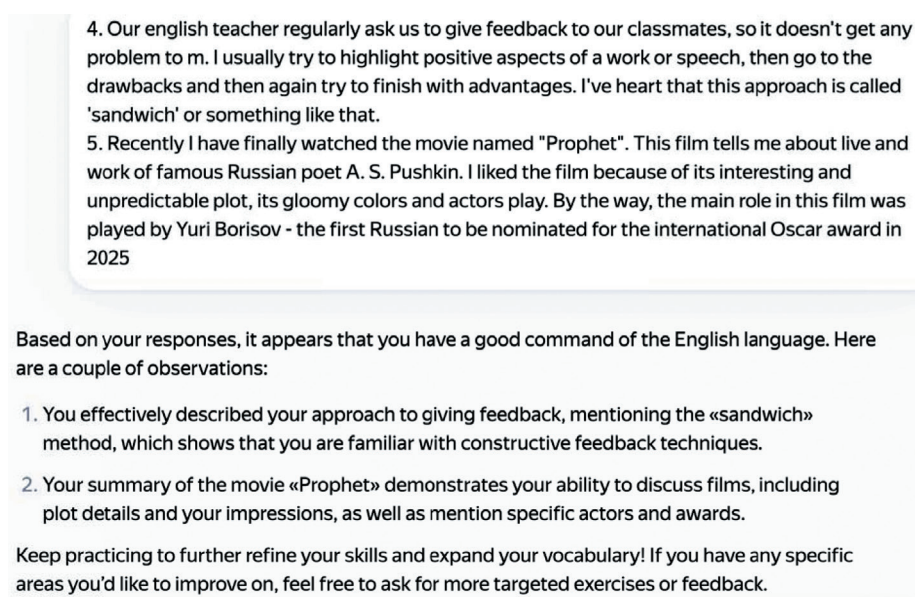 4. Our english teacher regularly ask us to give feedback to our classmates, so it doesn't get any
problem to m. I usually try to highlight positive aspects of a work or speech, then go to the
drawbacks and then again try to finish with advantages. I've heart that this approach is called
'sandwich' or something like that.
5. Recently I have finally watched the movie named "Prophet". This film tells me about live and
work of famous Russian poet A. S. Pushkin. I liked the film because of its interesting and
unpredictable plot, its gloomy colors and actors play. By the way, the main role in this film was
played by Yuri Borisov - the first Russian to be nominated for the international Oscar award in
2025
Based on your responses, it appears that you have a good command of the English language. Here
are a couple of observations:
1. You effectively described your approach to giving feedback, mentioning the «sandwich»
method, which shows that you are familiar with constructive feedback techniques.
2. Your summary of the movie «Prophet» demonstrates your ability to discuss films, including
plot details and your impressions, as well as mention specific actors and awards.
Keep practicing to further refine your skills and expand your vocabulary! If you have any specific
areas you'd like to improve on, feel free to ask for more targeted exercises or feedback.